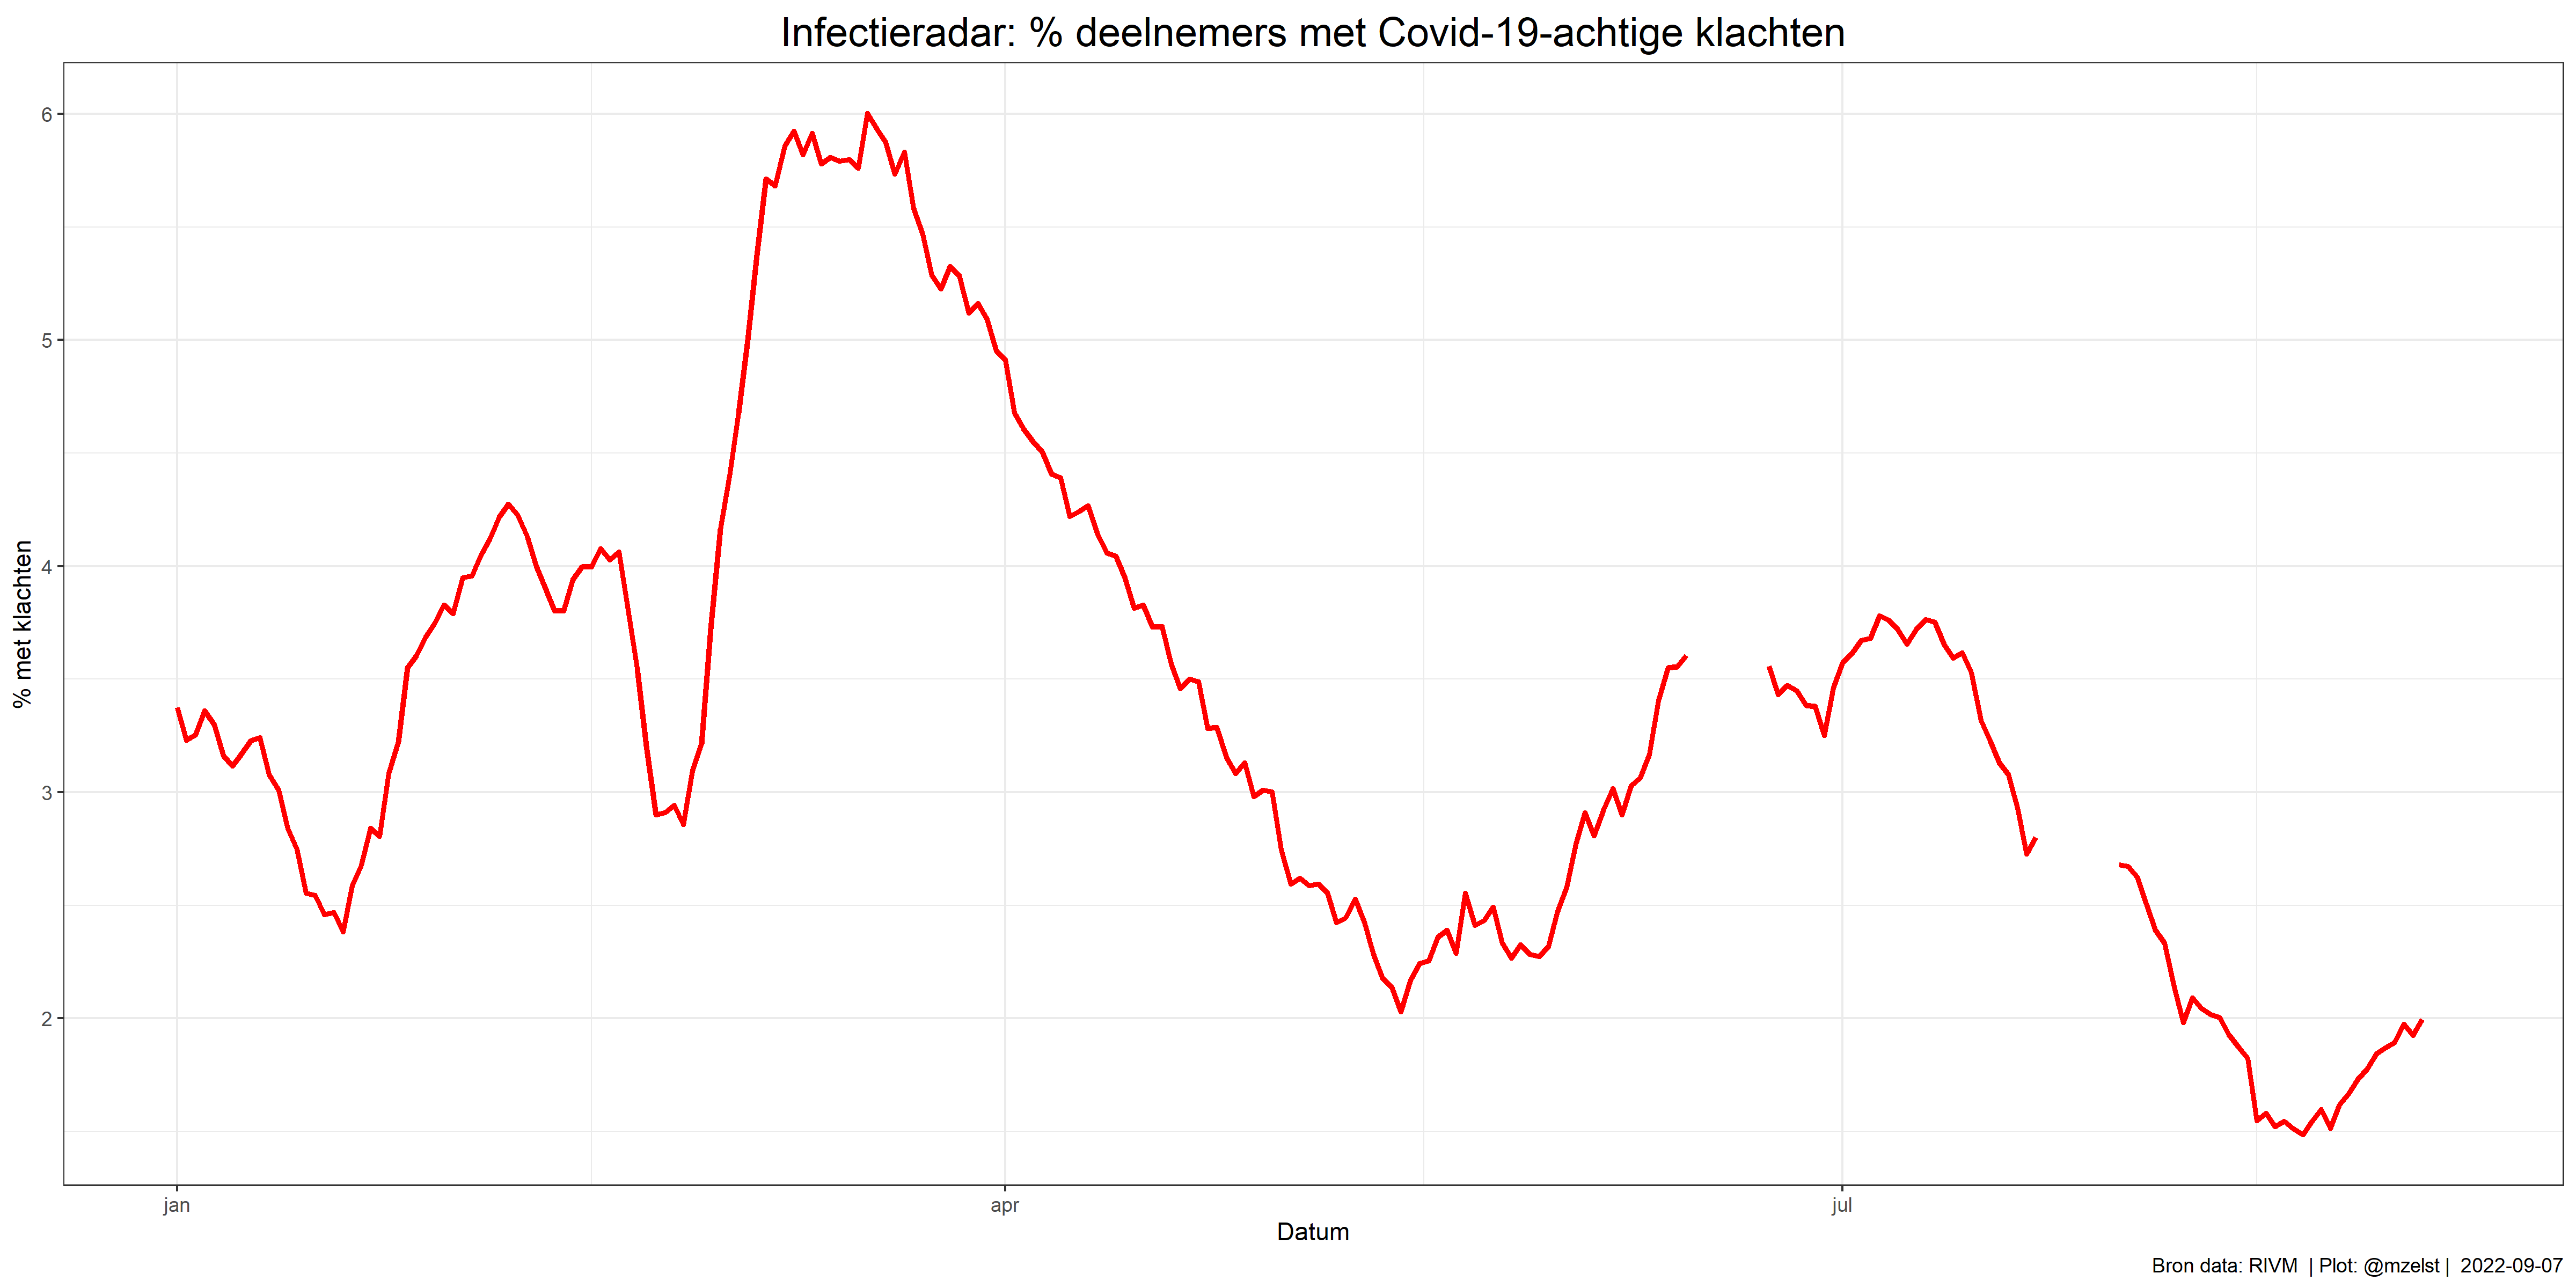 Infectieradar: % deelnemers met Covid-19-achtige klachten
6
5
4
3
2
% met klachten
jan apr jul
Datum
Bron data: RIVM | Plot: @mzelst | 2022-09-07